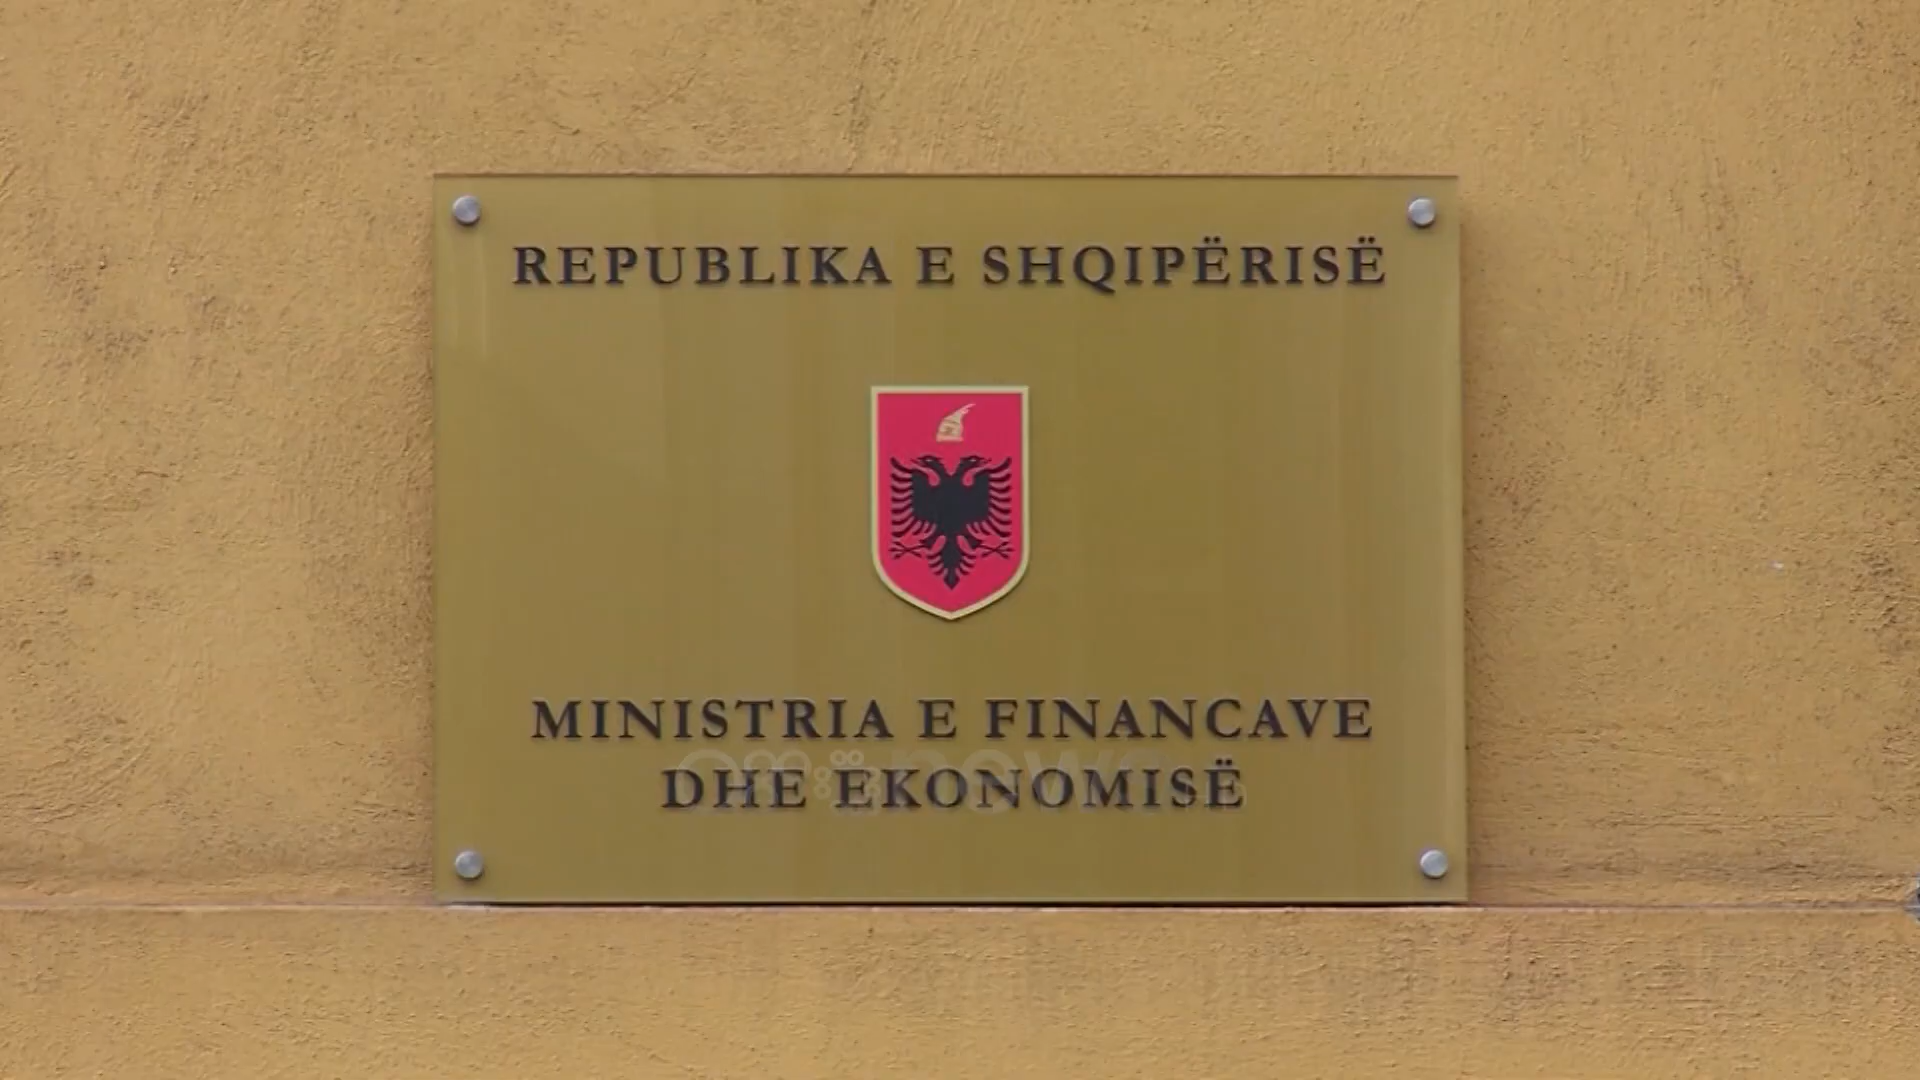 REPUBLIKA E SHQIPËRISË
MINISTRIA E FINANCAVE
DHE EKONOMISË